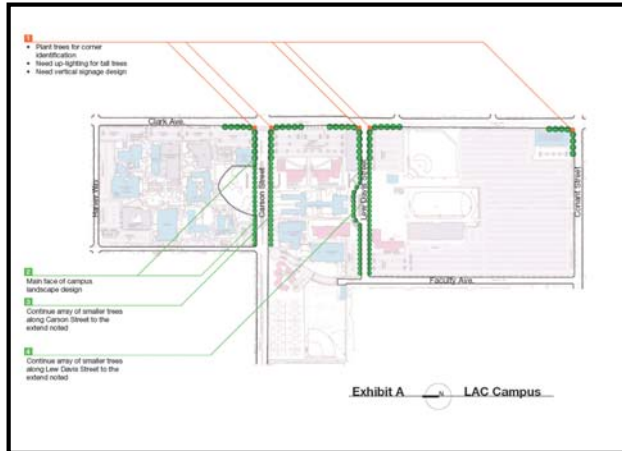 1
• Plant trees for corner
identification
• Need up-lighting for tall trees
• Need vertical signage design
Clark Ave.
Harvey Way
Carson Street
Lew Davis Street
Conant Street
Faculty Ave.
2
Main face of campus
landscape design
3
Continue array of smaller trees
along Carson Street to the
extend noted
4
Continue array of smaller trees
along Lew Davis Street to the
extend noted
Exhibit A N LAC Campus